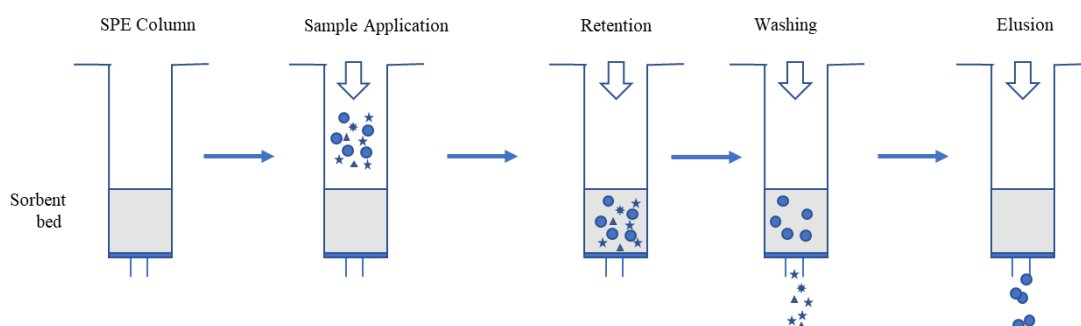 SPE Column
Sample Application
Retention
Washing
Elusion
Sorbent
bed